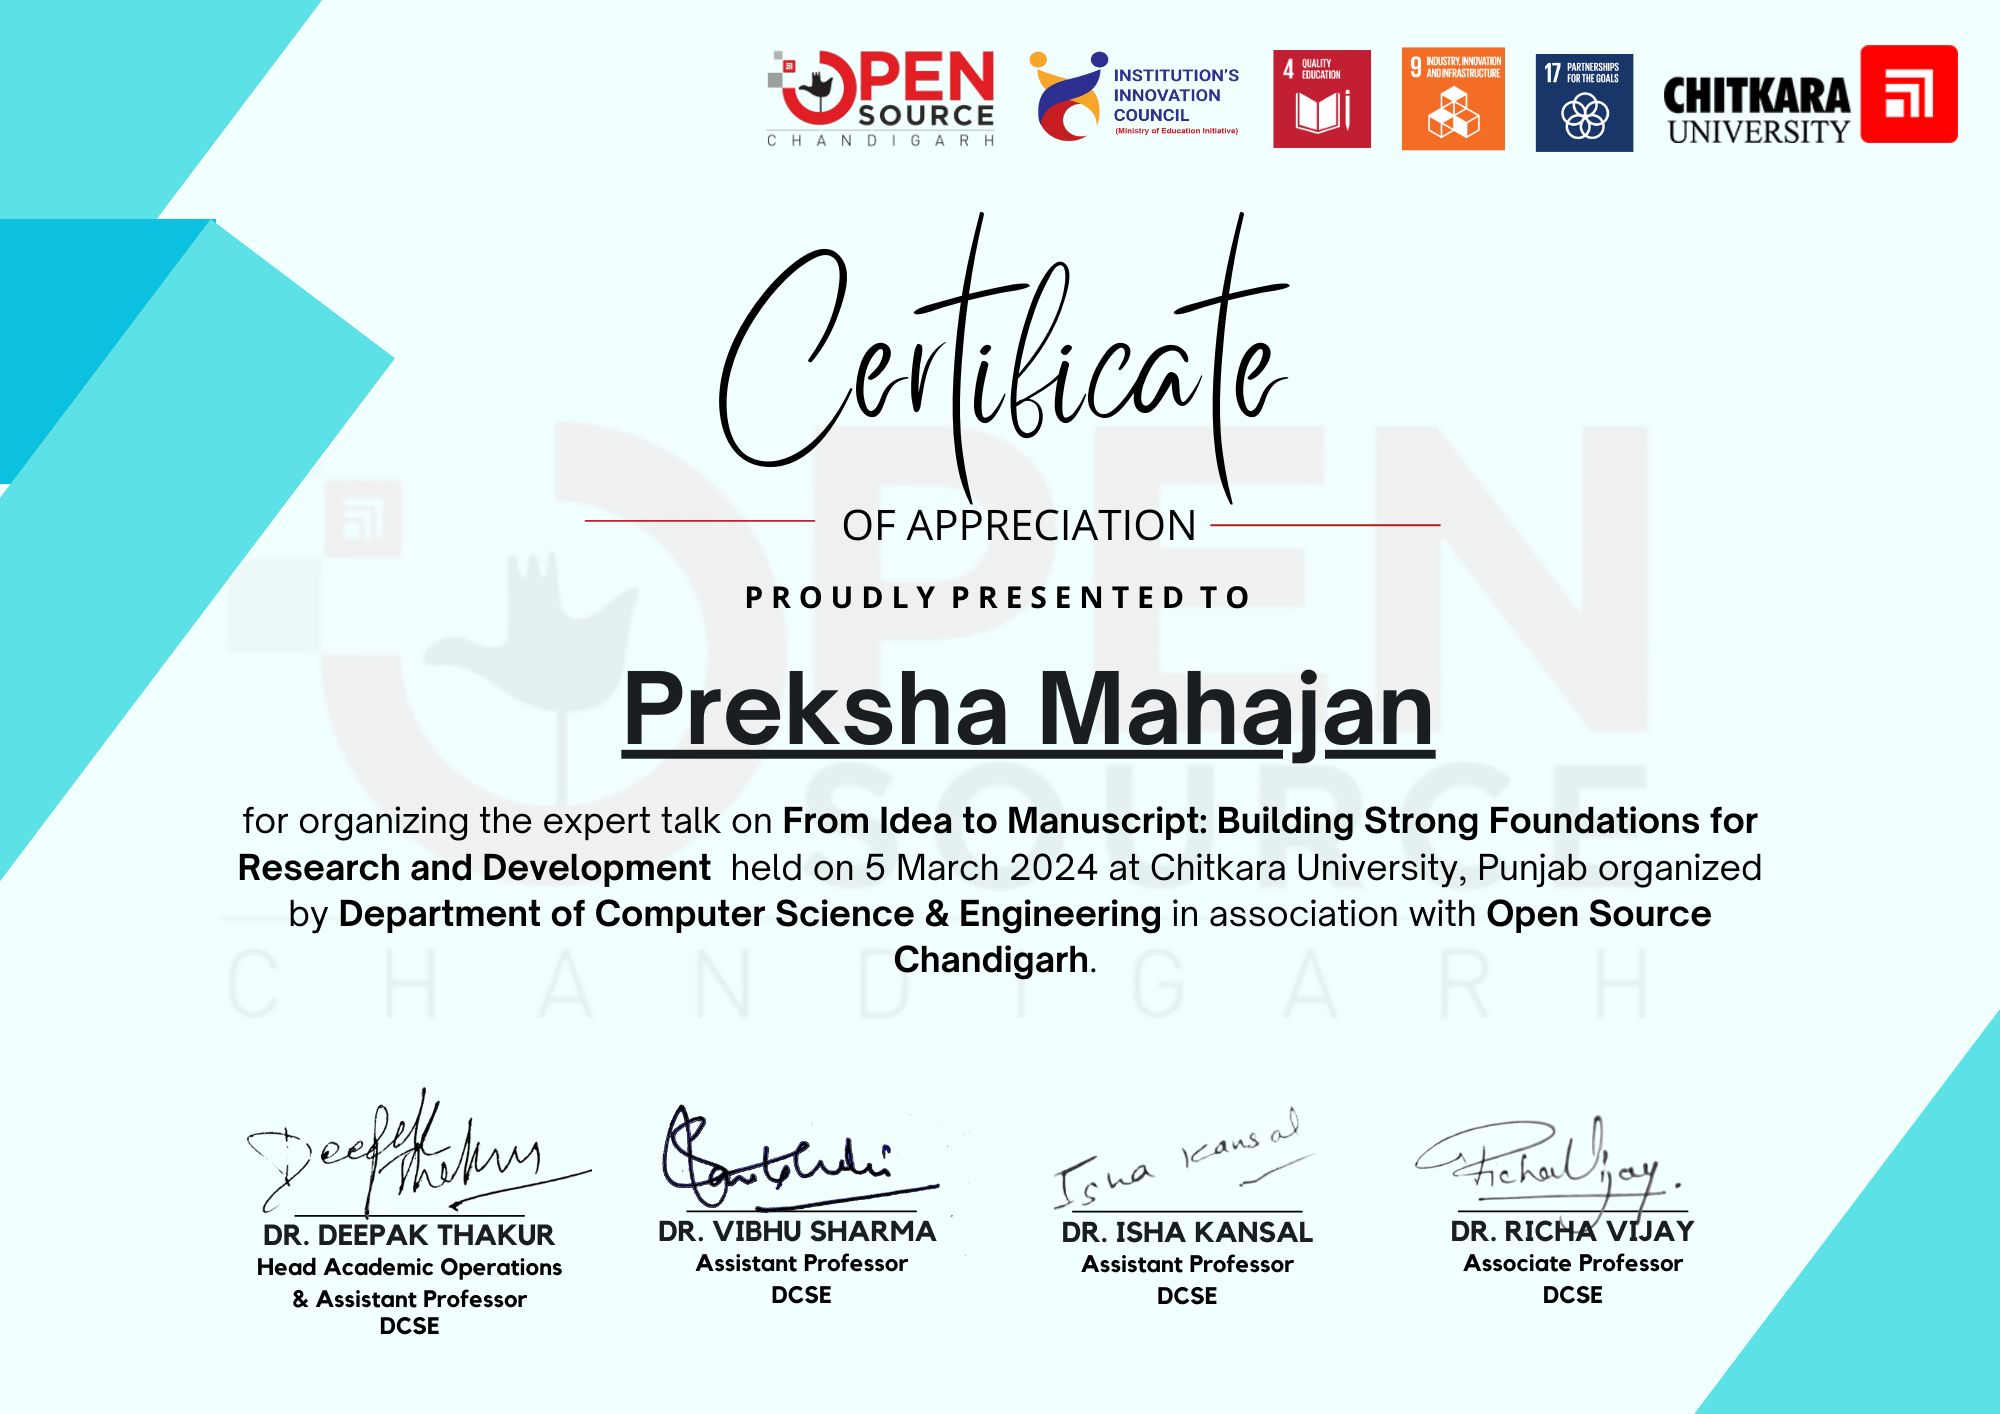 OPEN
SOURCE
CHANDIGARH
INSTITUTION'S
INNOVATION
COUNCIL
(Ministry of Education Initiative)
4 QUALITY
EDUCATION
9 INDUSTRY, INNOVATION
AND INFRASTRUCTURE
17 PARTNERSHIPS
FOR THE GOALS
CHITKARA
UNIVERSITY
Certificate
OF APPRECIATION
PROUDLY PRESENTED TO
Preksha Mahajan
for organizing the expert talk on From Idea to Manuscript: Building Strong Foundations for
Research and Development held on 5 March 2024 at Chitkara University, Punjab organized
by Department of Computer Science & Engineering in association with Open Source
Chandigarh.
OPEN
SOURCE
CHANDIGARH
Deepak Thakur
DR. DEEPAK THAKUR
Head Academic Operations
& Assistant Professor
DCSE
DR. VIBHU SHARMA
Assistant Professor
DCSE
Isha Kansal
DR. ISHA KANSAL
Assistant Professor
DCSE
Richa Vijay.
DR. RICHA VIJAY
Associate Professor
DCSE